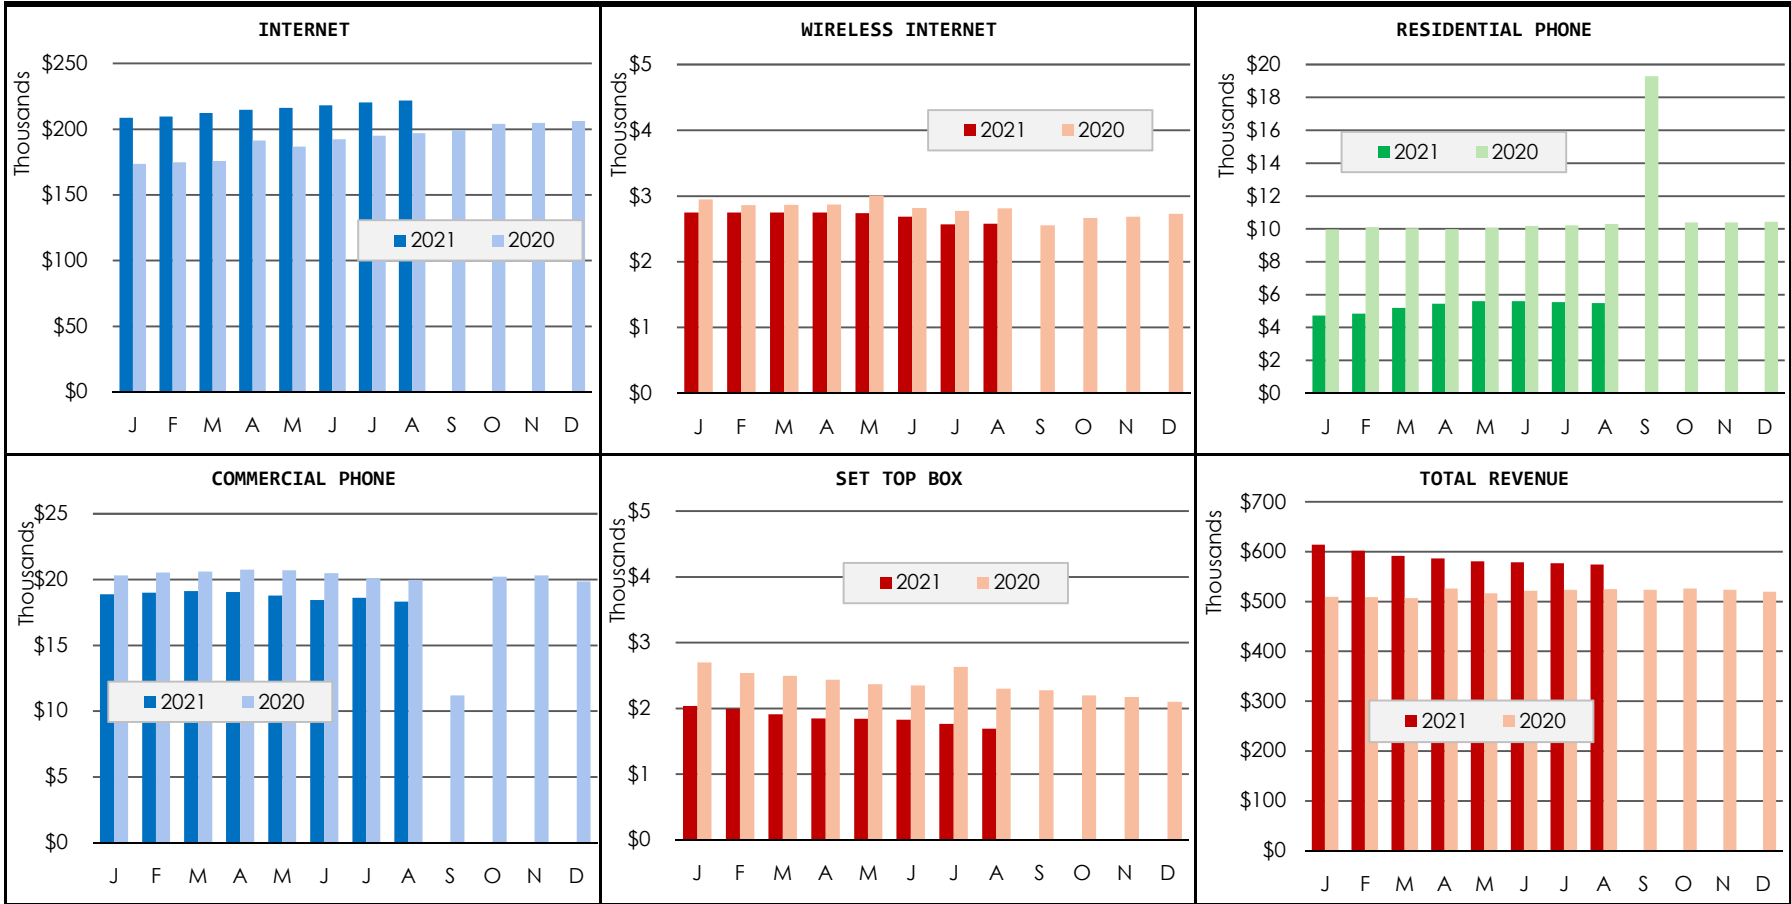 INTERNET
Thousands
$250
$200
$150
$100
$50
$0
2021 2020
J F M A M J J A S O N D
WIRELESS INTERNET
Thousands
$5
$4
$3
$2
$1
$0
2021 2020
J F M A M J J A S O N D
RESIDENTIAL PHONE
Thousands
$20
$18
$16
$14
$12
$10
$8
$6
$4
$2
$0
2021 2020
J F M A M J J A S O N D
COMMERCIAL PHONE
Thousands
$25
$20
$15
$10
$5
$0
2021 2020
J F M A M J J A S O N D
SET TOP BOX
Thousands
$5
$4
$3
$2
$1
$0
2021 2020
J F M A M J J A S O N D
TOTAL REVENUE
Thousands
$700
$600
$500
$400
$300
$200
$100
$0
2021 2020
J F M A M J J A S O N D